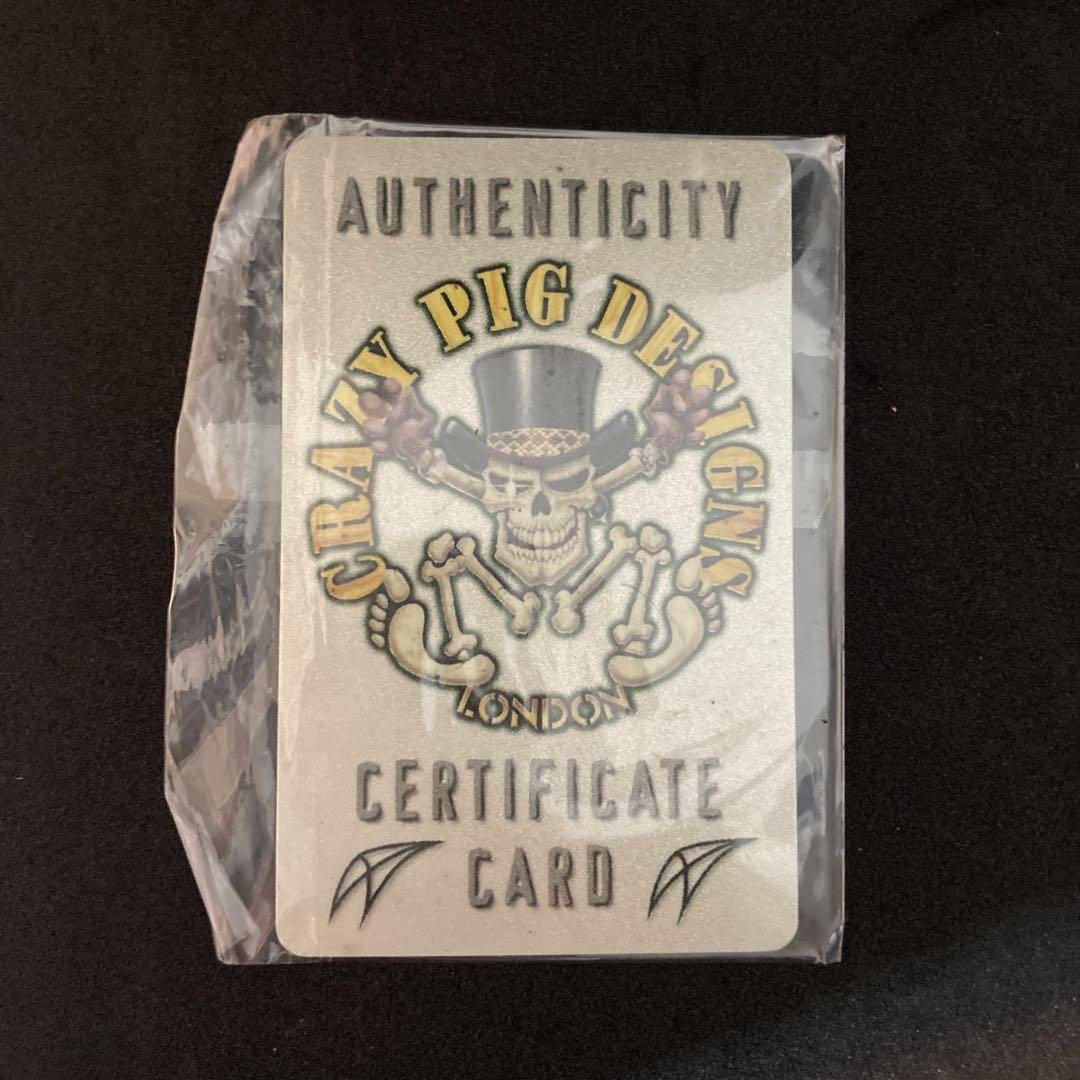 AUTHENTICITY
CRAZY PIG DESIGNS
LONDON
CERTIFICATE
CARD